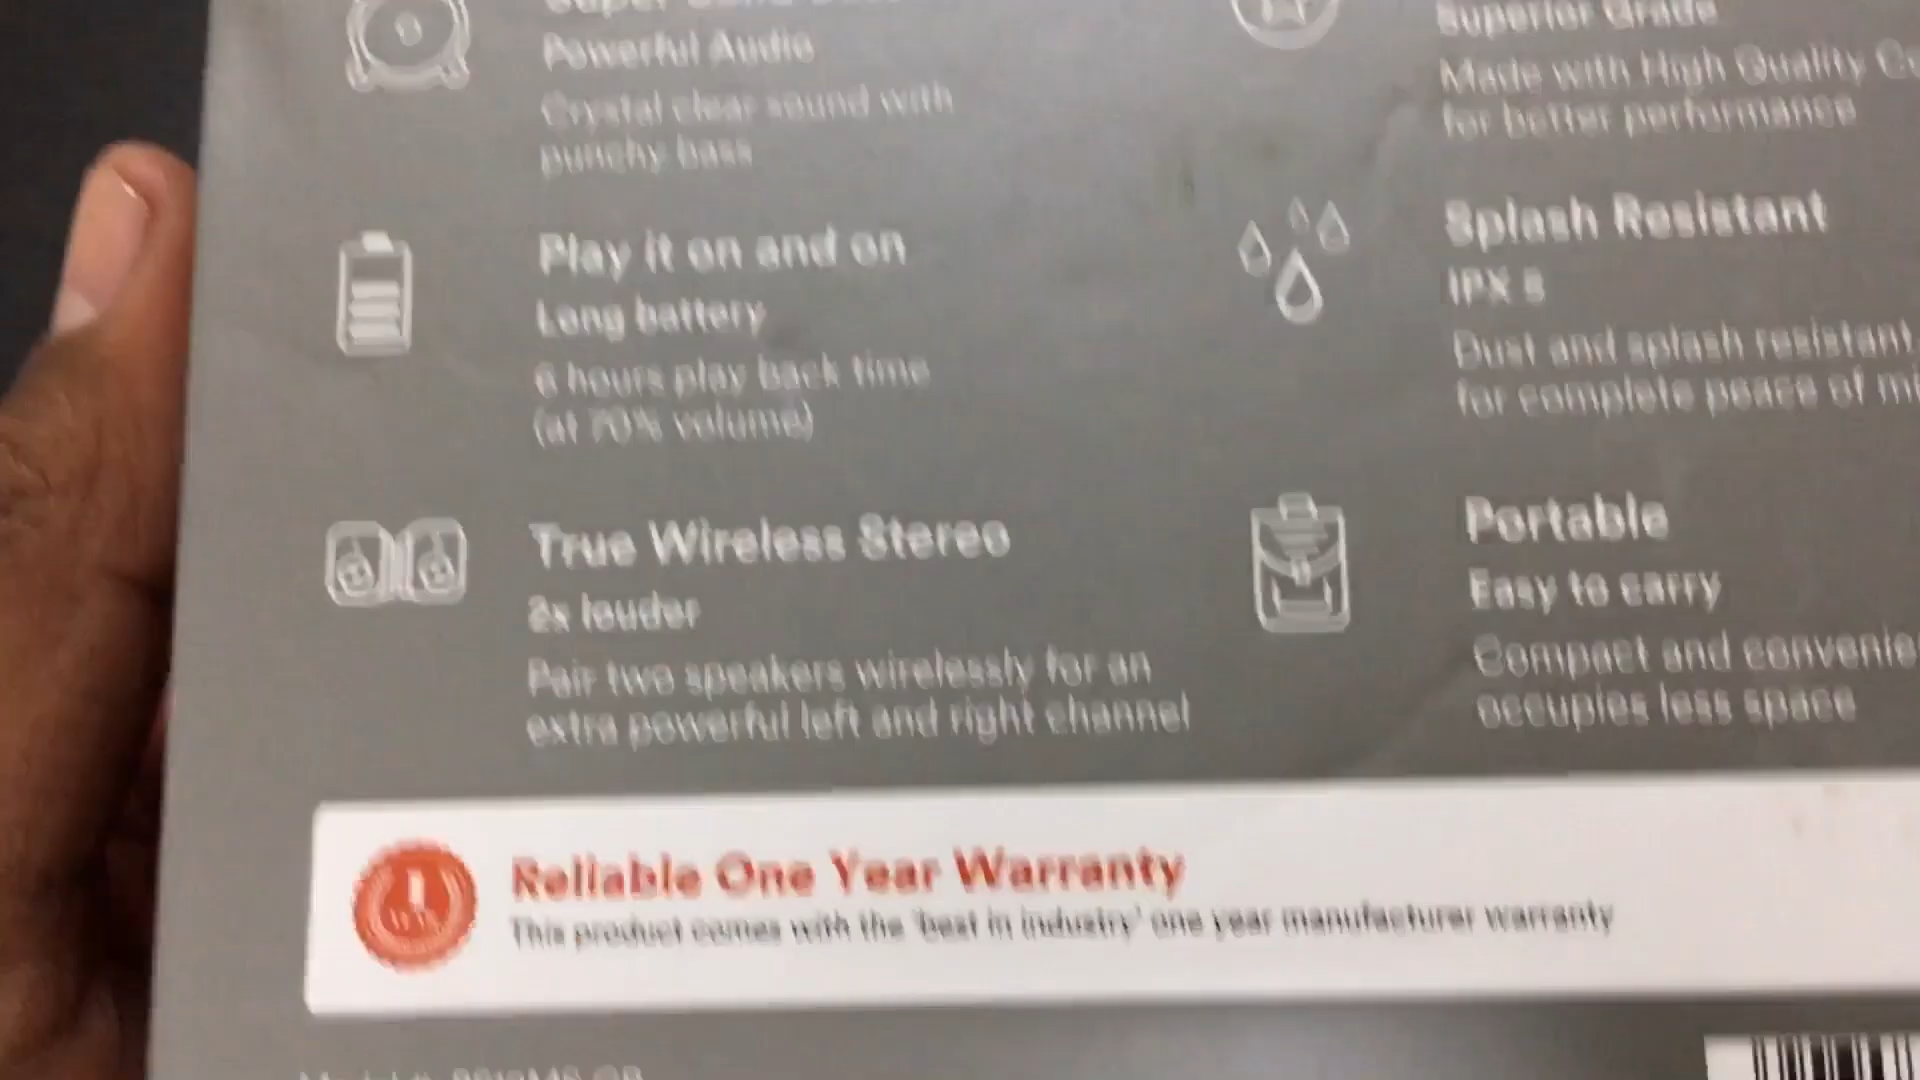 Powerful Audio
Crystal clear sound with
punchy bass
Play it on and on
Long battery
6 hours play back time
(at 70% volume)
True Wireless Stereo
2x louder
Pair two speakers wirelessly for an
extra powerful left and right channel
Superior Grade
Made with High Quality
for better performance
Splash Resistant
IPX
Dust and splash resistant
for complete peace of
Portable
Easy to carry
Compact and
occupies less space
Reliable One Year Warranty
This product comes with the 'best in industry' one year manufacturer warranty